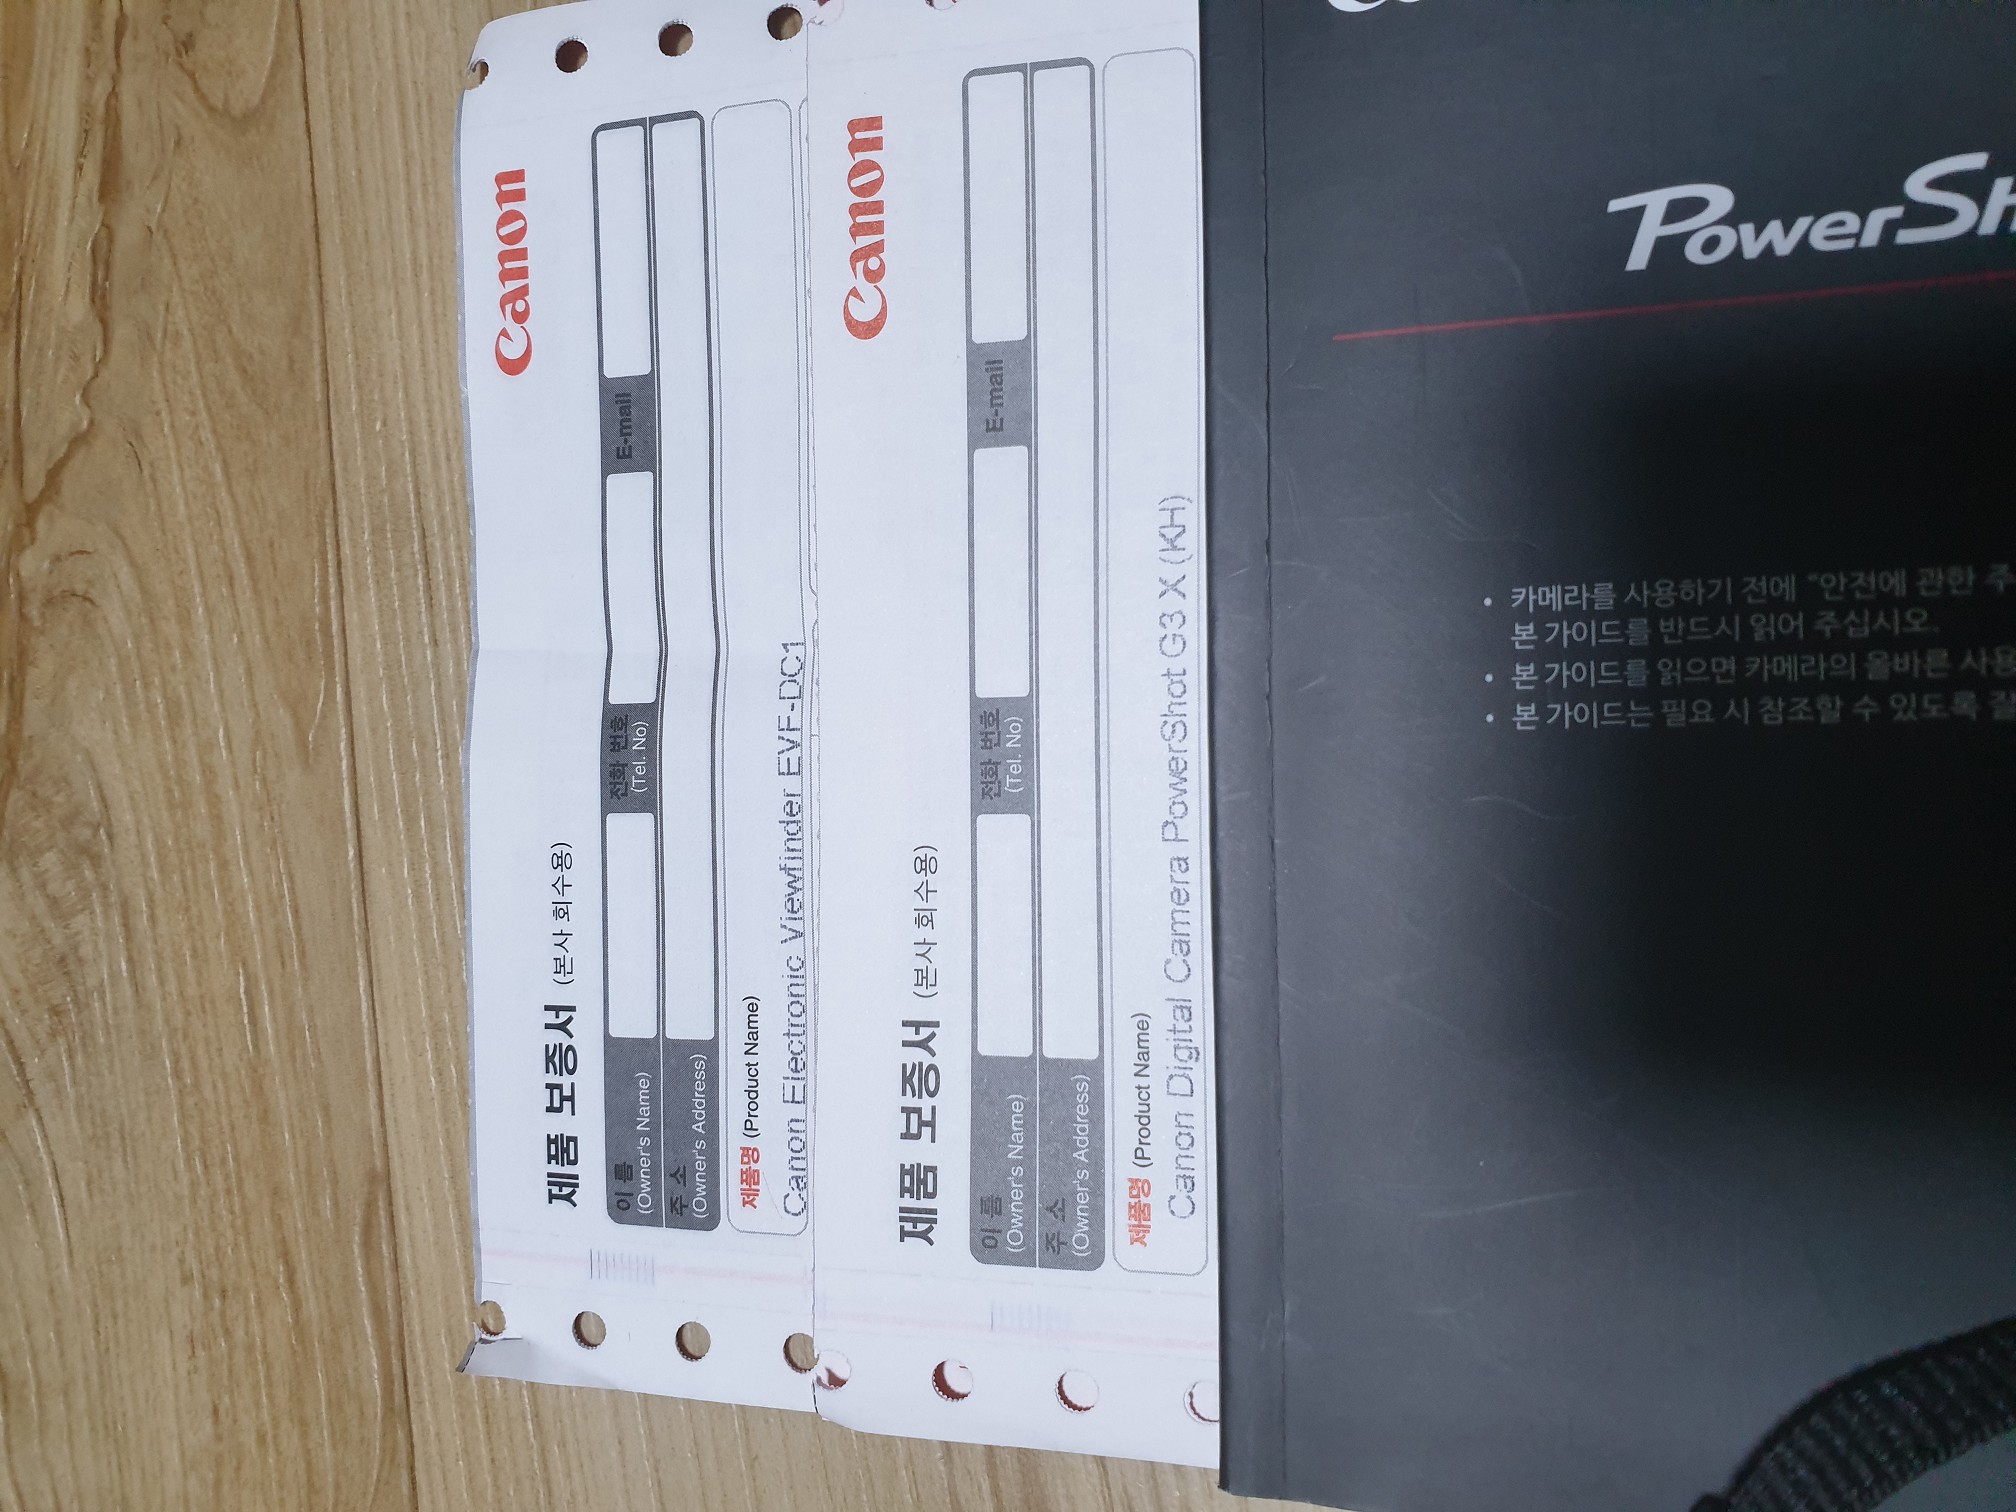 Canon
제품 보증서 (본사 회수용)
이 름 (Owner's Name)
전화 번호 (Tel. No)
E-mail
주 소 (Owner's Address)
제품명 (Product Name)
Canon Electronic Viewfinder EVF-DC1
Canon
제품 보증서 (본사 회수용)
이 름 (Owner's Name)
전화 번호 (Tel. No)
E-mail
주 소 (Owner's Address)
제품명 (Product Name)
Canon Digital Camera PowerShot G3 X (KH)
PowerSh
• 카메라를 사용하기 전에 “안전에 관한 주
본 가이드를 반드시 읽어 주십시오.
• 본 가이드를 읽으면 카메라의 올바른 사용
• 본 가이드는 필요 시 참조할 수 있도록 잘